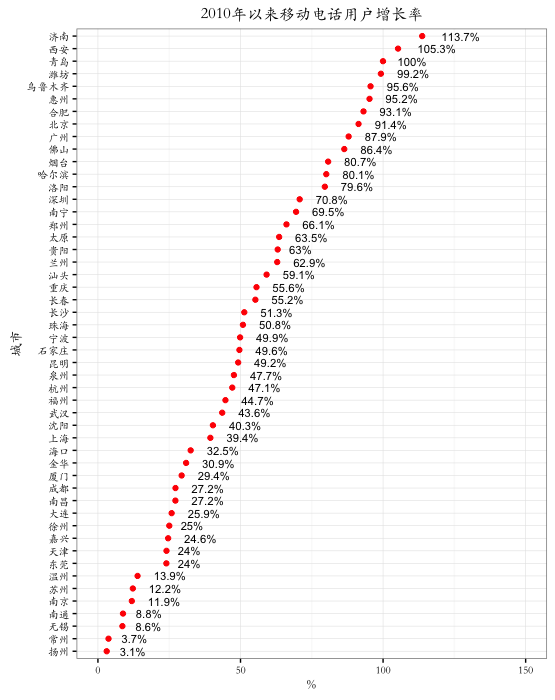 2010年以来移动电话用户增长率
城市
济南 113.7%
西安 105.3%
青岛 100%
潍坊 99.2%
乌鲁木齐 95.6%
惠州 95.2%
合肥 93.1%
北京 91.4%
广州 87.9%
佛山 86.4%
烟台 80.7%
哈尔滨 80.1%
洛阳 79.6%
深圳 70.8%
南宁 69.5%
郑州 66.1%
太原 63.5%
贵阳 63%
兰州 62.9%
汕头 59.1%
重庆 55.6%
长春 55.2%
长沙 51.3%
珠海 50.8%
宁波 49.9%
石家庄 49.6%
昆明 49.2%
泉州 47.7%
杭州 47.1%
福州 44.7%
武汉 43.6%
沈阳 40.3%
上海 39.4%
海口 32.5%
金华 30.9%
厦门 29.4%
成都 27.2%
南昌 27.2%
大连 25.9%
徐州 25%
嘉兴 24.6%
天津 24%
东莞 24%
温州 13.9%
苏州 12.2%
南京 11.9%
南通 8.8%
无锡 8.6%
常州 3.7%
扬州 3.1%
0 50 100 150
%